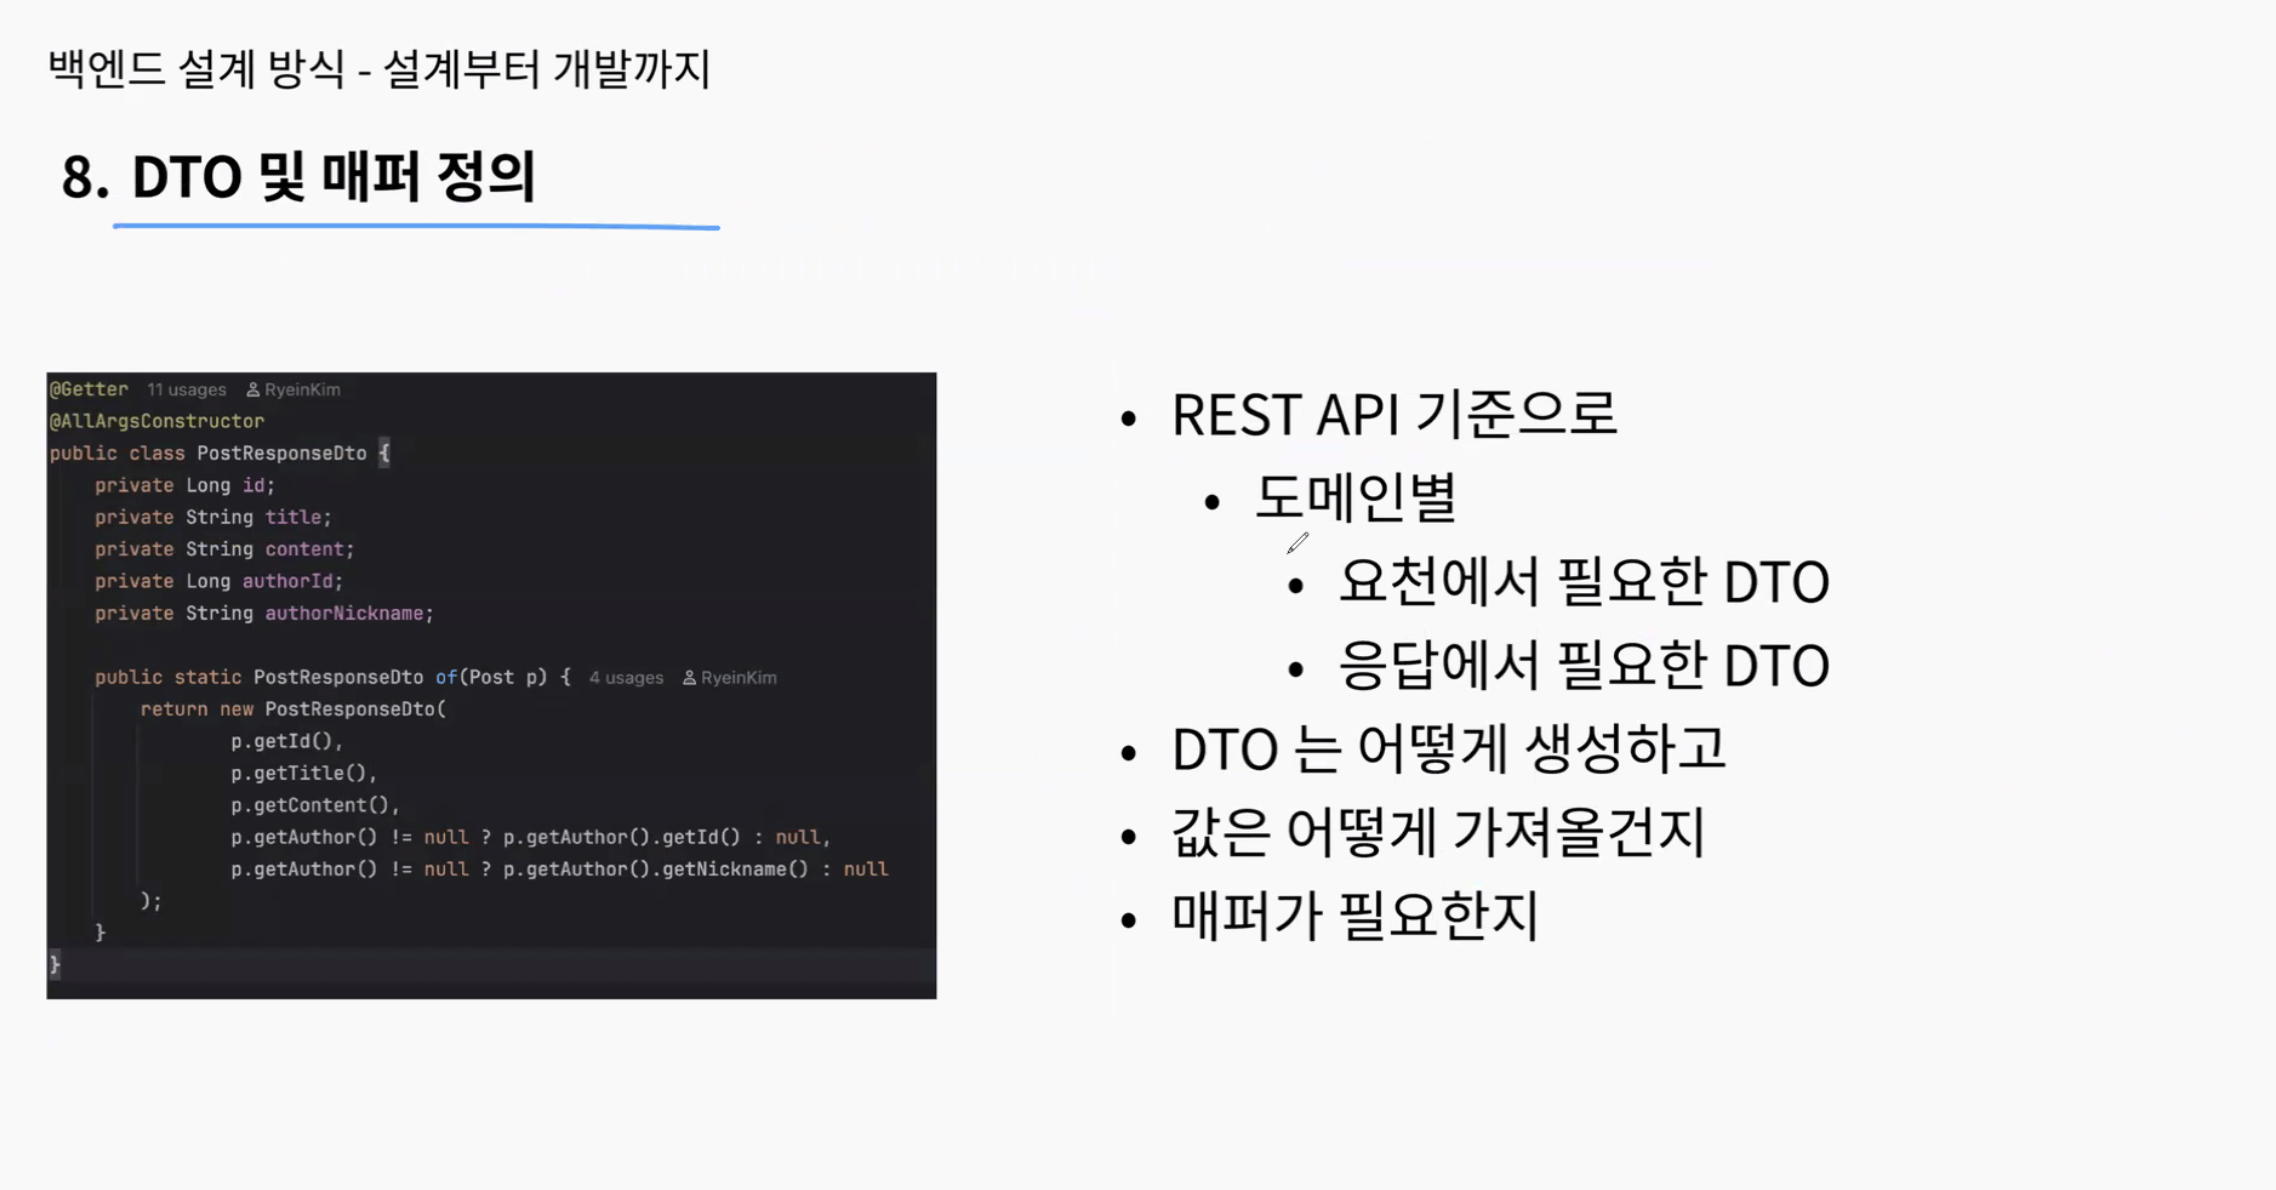 백엔드 설계 방식 - 설계부터 개발까지
8. DTO 및 매퍼 정의
@Getter 11 usages RyeinKim
@AllArgsConstructor
public class PostResponseDto {
private Long id;
private String title;
private String content;
private Long authorId;
private String authorNickname;
public static PostResponseDto of(Post p) { 4 usages RyeinKim
return new PostResponseDto(
p.getId(),
p.getTitle(),
p.getContent(),
p.getAuthor() != null ? p.getAuthor().getId() : null,
p.getAuthor() != null ? p.getAuthor().getNickname() : null
);
}
}
• REST API 기준으로
• 도메인별
• 요천에서 필요한 DTO
• 응답에서 필요한 DTO
• DTO 는 어떻게 생성하고
• 값은 어떻게 가져올건지
• 매퍼가 필요한지